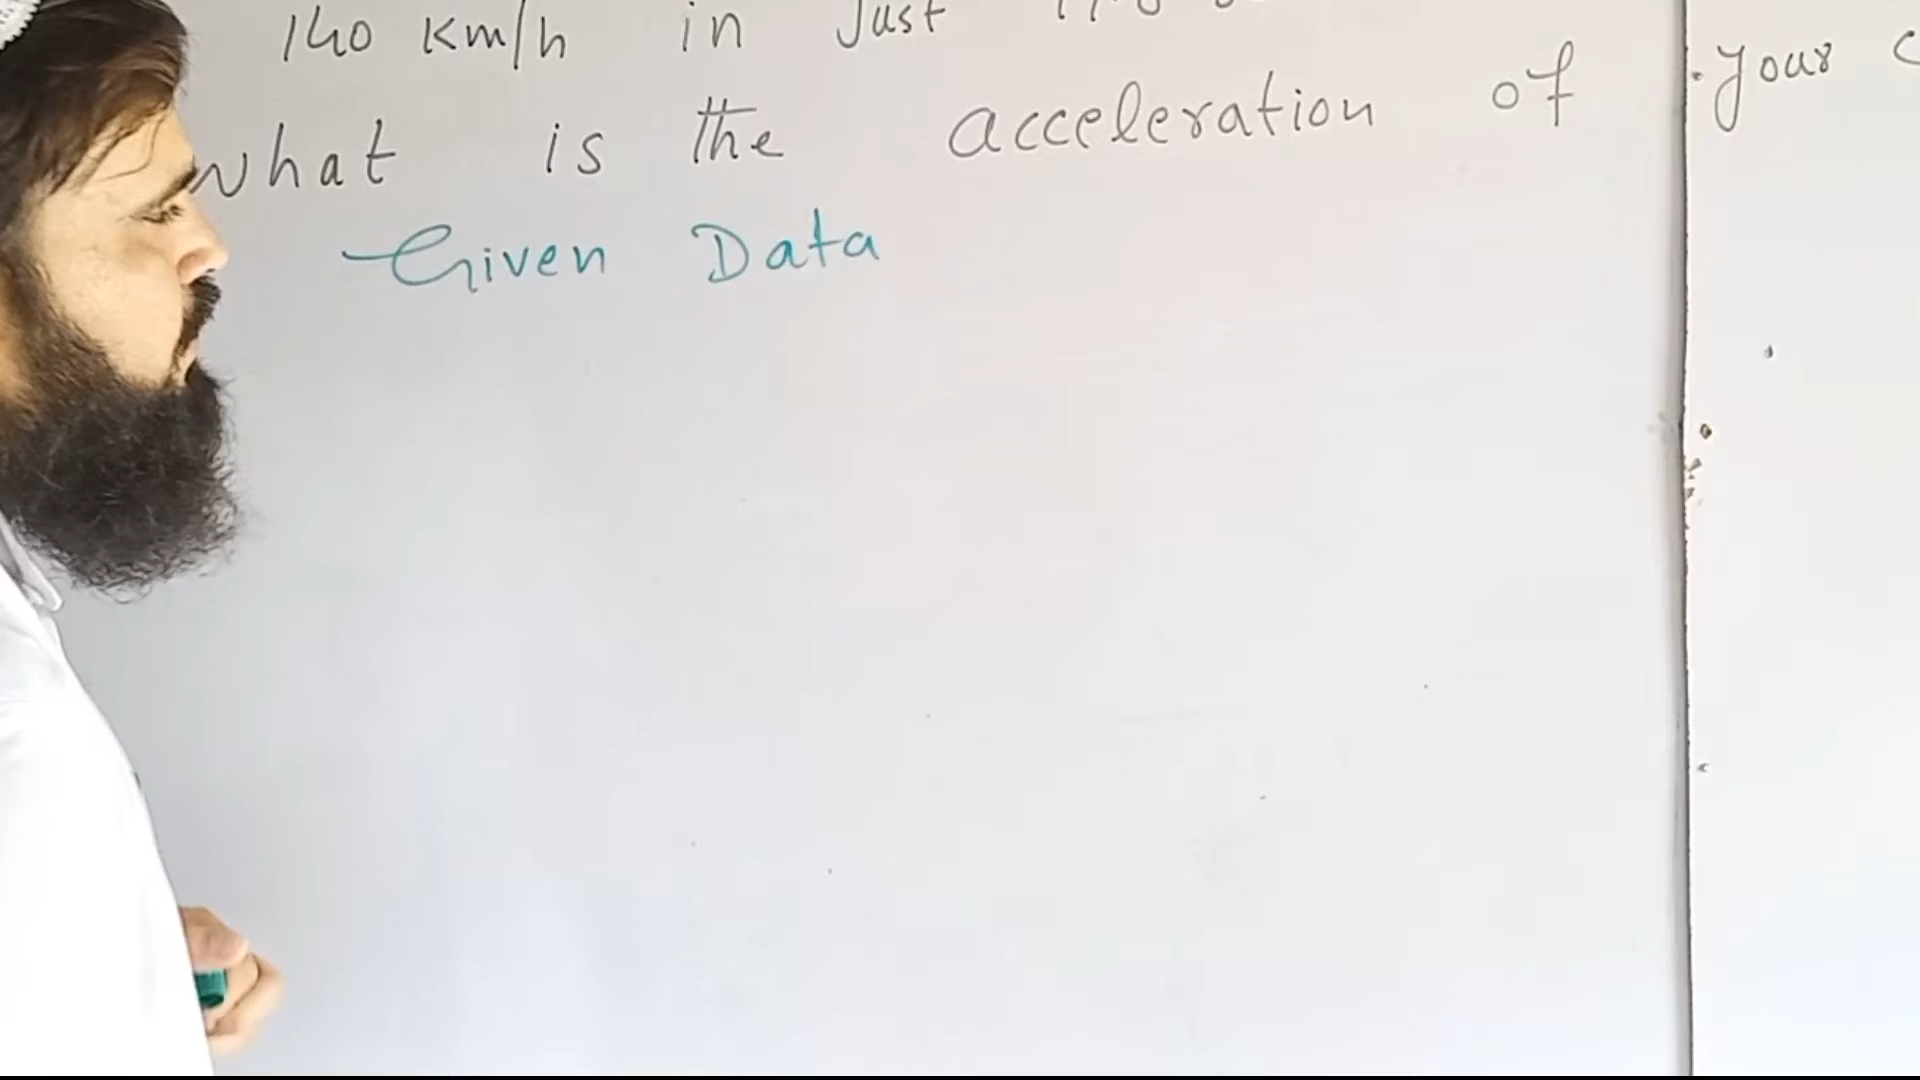 140 km/h in Just
what is the acceleration of your
Given Data